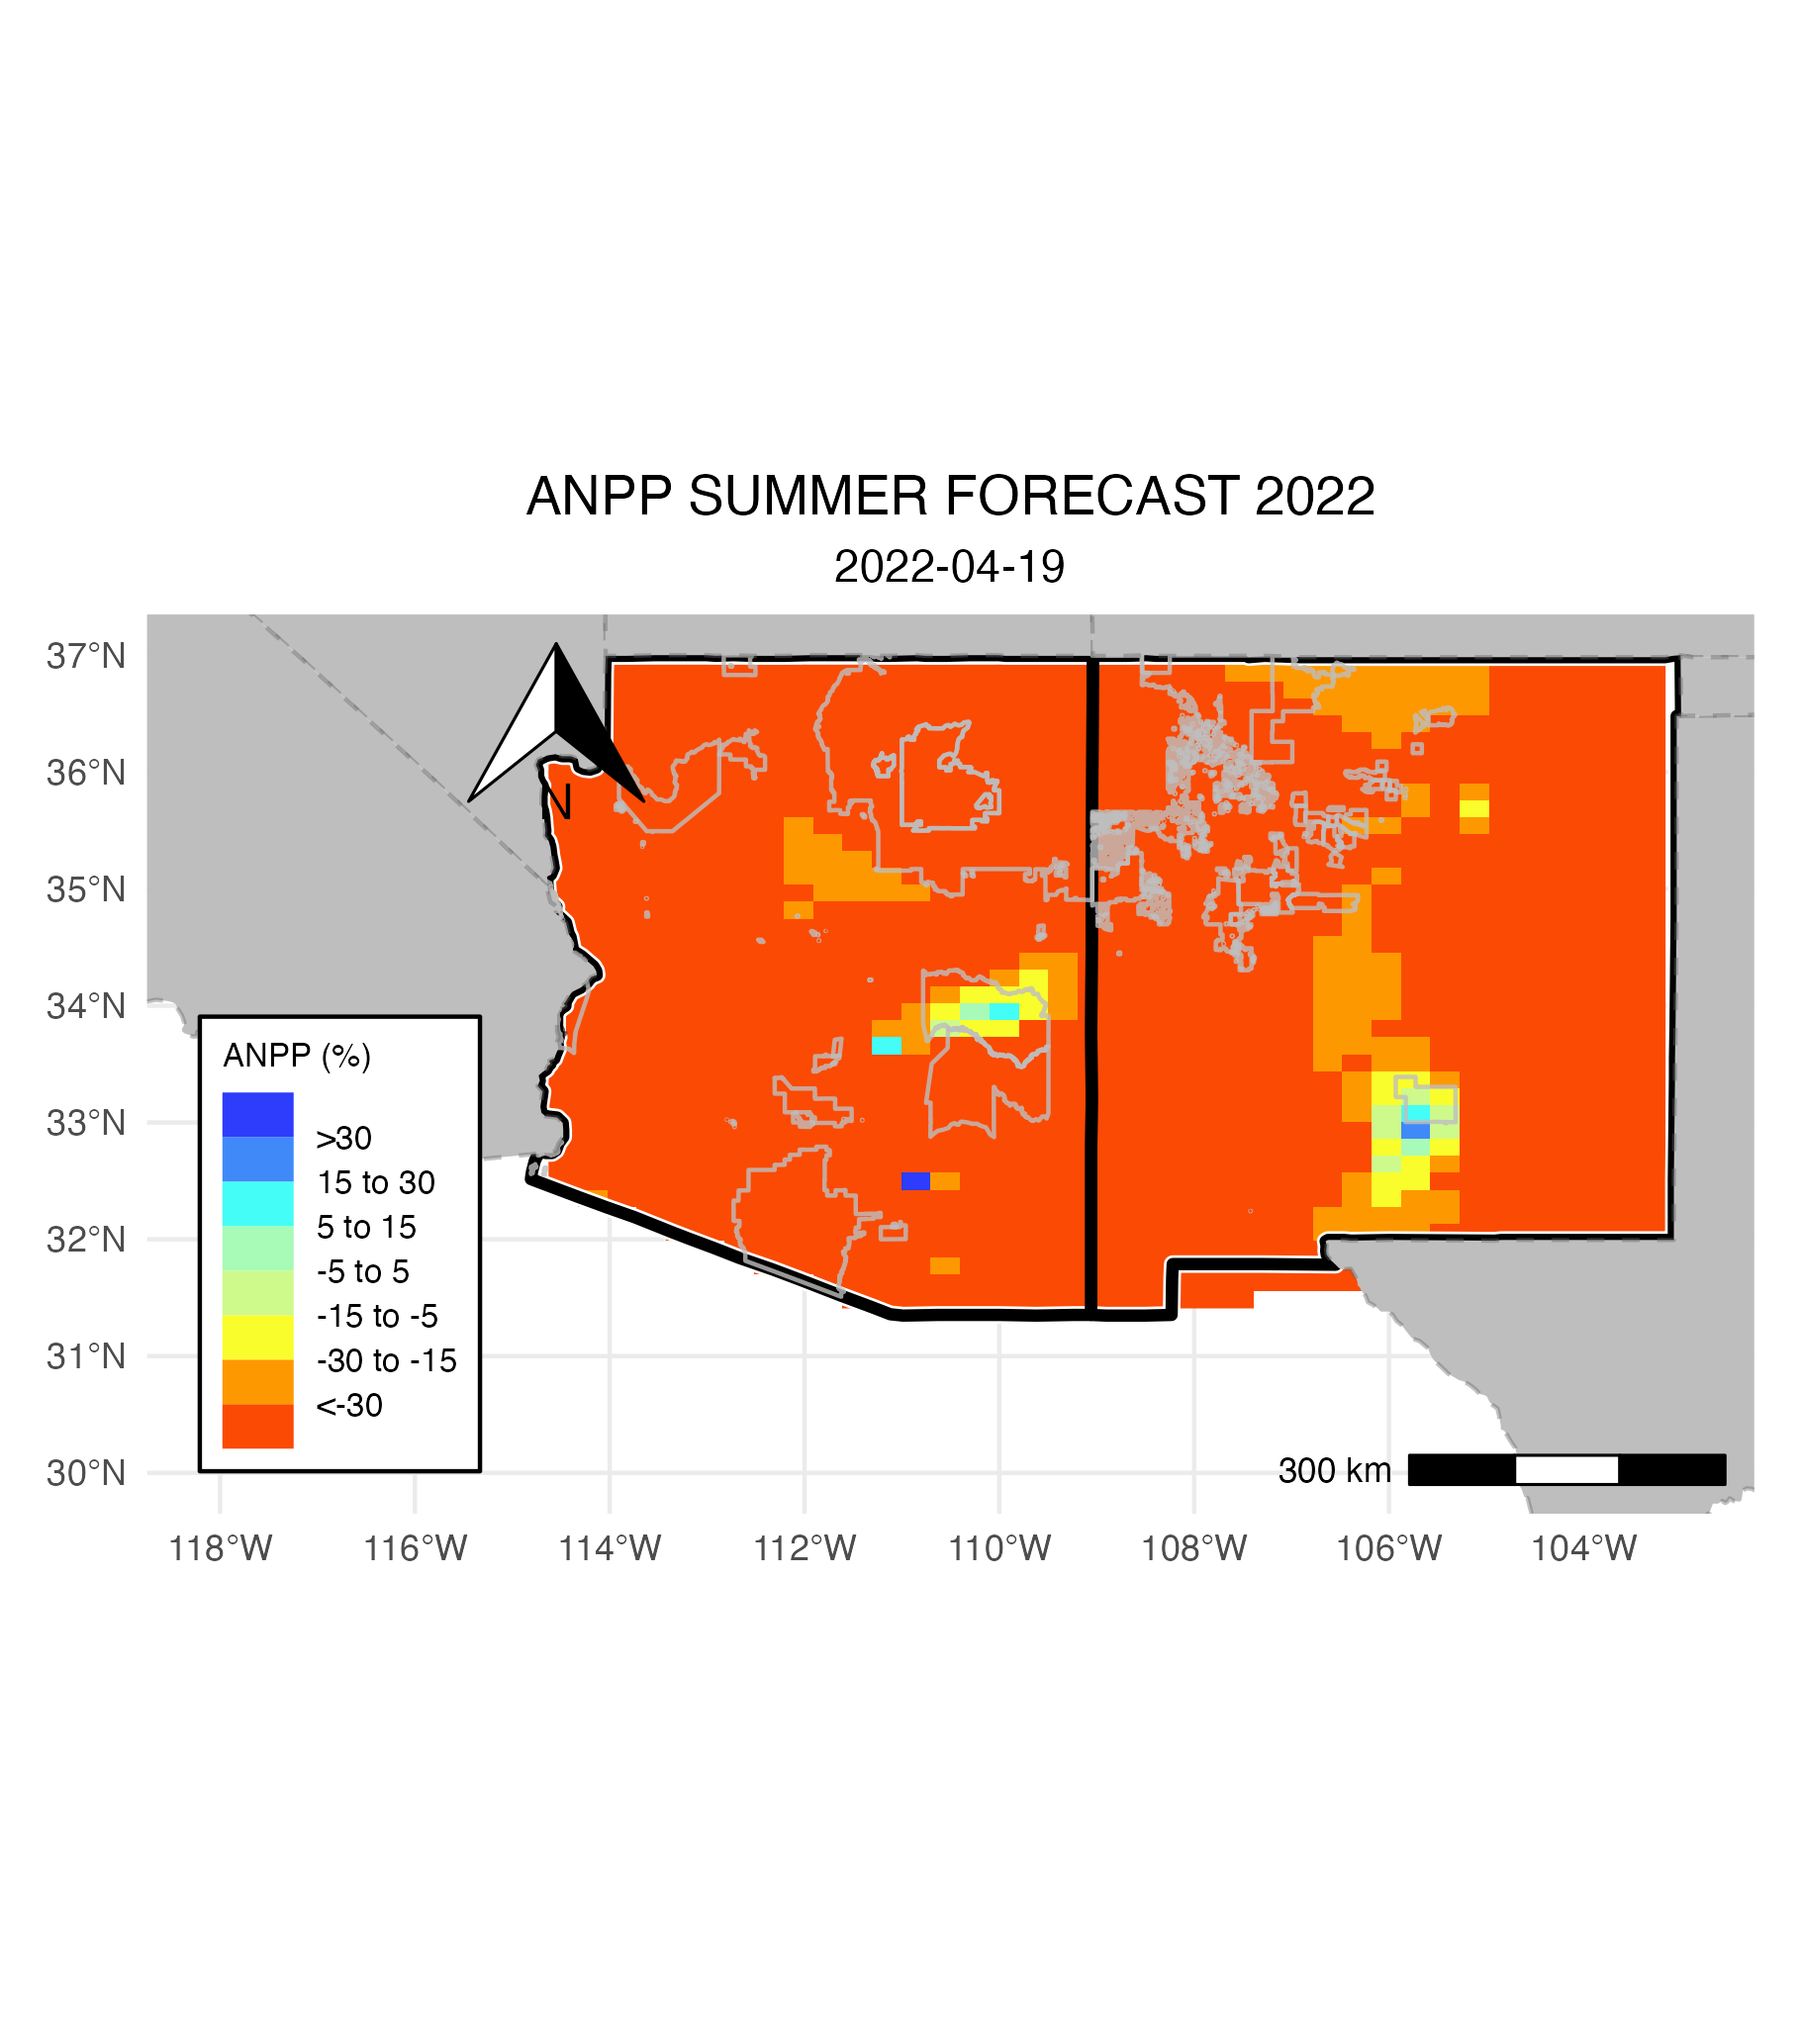 ANPP SUMMER FORECAST 2022
2022-04-19
37°N
36°N
35°N
34°N
33°N
32°N
31°N
30°N
N
ANPP (%)
>30
15 to 30
5 to 15
-5 to 5
-15 to -5
-30 to -15
<-30
300 km
118°W 116°W 114°W 112°W 110°W 108°W 106°W 104°W